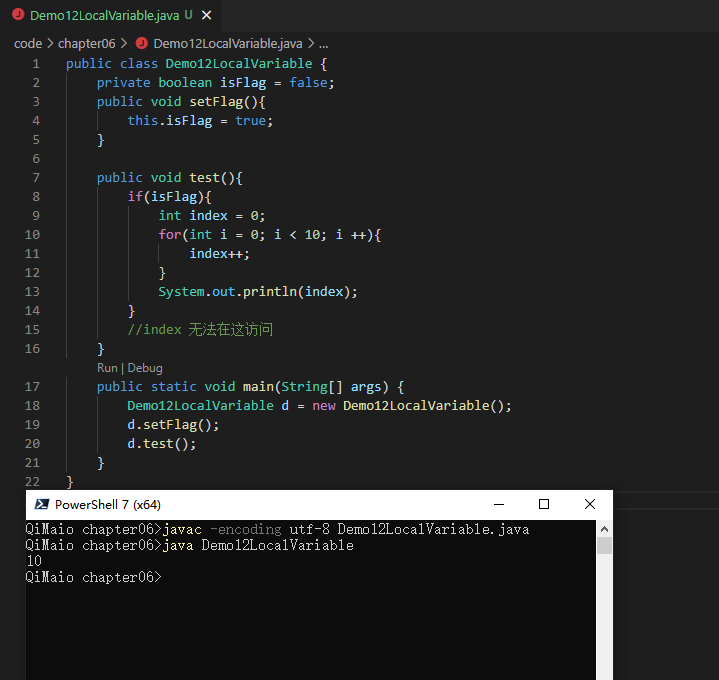 Demo12LocalVariable.java U
code > chapter06 > Demo12LocalVariable.java > ...
1 public class Demo12LocalVariable {
2 private boolean isFlag = false;
3 public void setFlag(){
4 this.isFlag = true;
5 }
6
7 public void test(){
8 if(isFlag){
9 int index = 0;
10 for(int i = 0; i < 10; i ++){
11 index++;
12 }
13 System.out.println(index);
14 }
15 //index 无法在这访问
16 }
Run | Debug
17 public static void main(String[] args) {
18 Demo12LocalVariable d = new Demo12LocalVariable();
19 d.setFlag();
20 d.test();
21 }
22 }
PowerShell 7 (x64)
QiMaio chapter06>javac -encoding utf-8 Demo12LocalVariable.java
QiMaio chapter06>java Demo12LocalVariable
10
QiMaio chapter06>